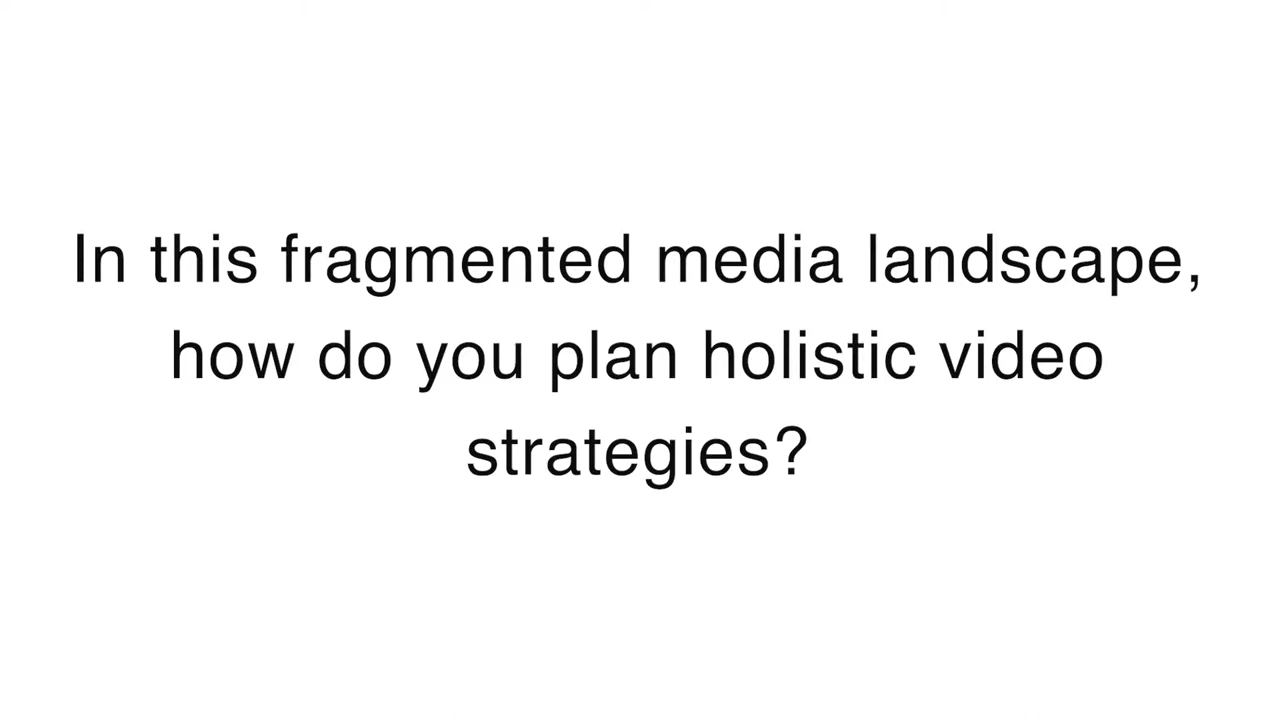 In this fragmented media landscape,
how do you plan holistic video
strategies?